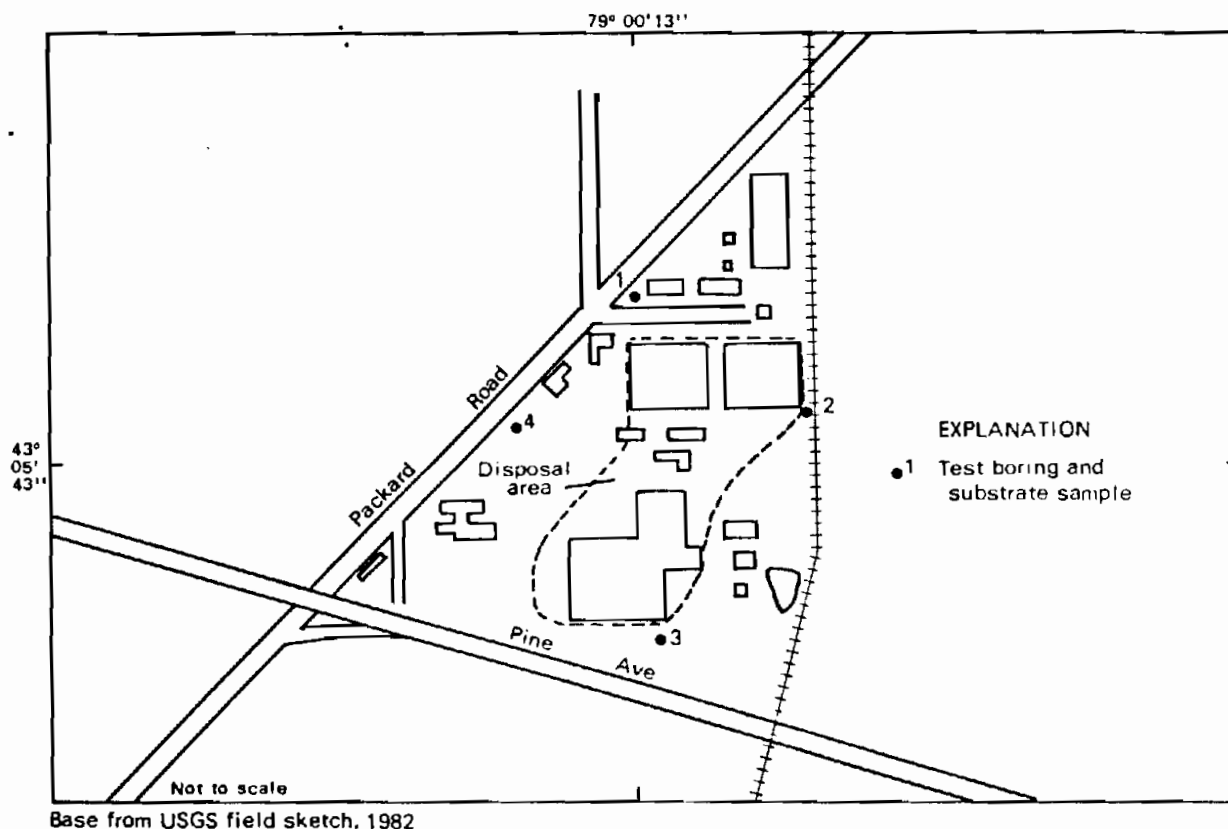 79° 00' 13"
1
2
4
43°
05'
43"
Packard Road
Disposal
area
EXPLANATION
1 Test boring and
substrate sample
Pine Ave
3
Not to scale
Base from USGS field sketch, 1982